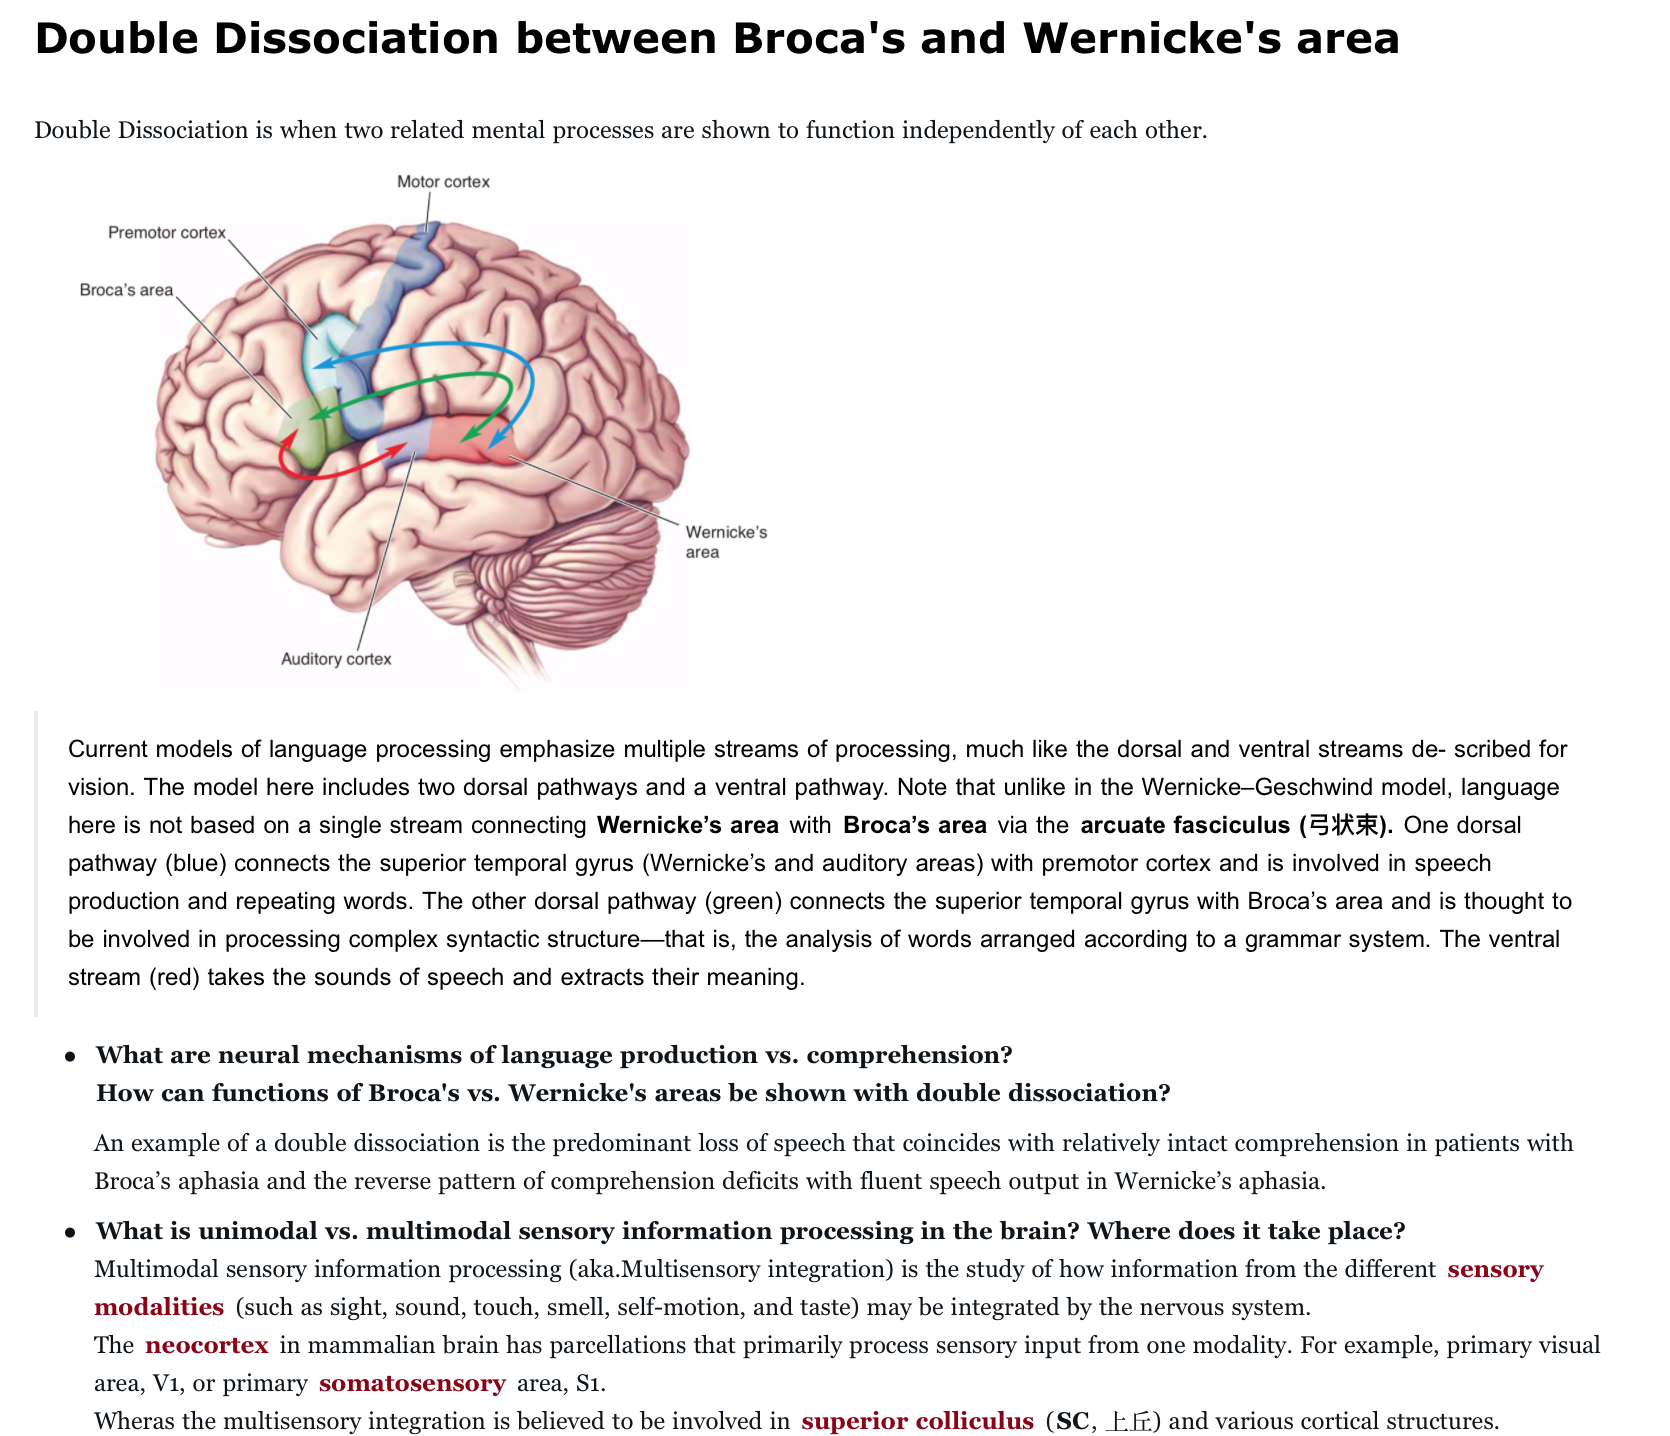 Double Dissociation between Broca's and Wernicke's area
Double Dissociation is when two related mental processes are shown to function independently of each other.
Motor cortex
Premotor cortex
Broca’s area
Wernicke’s
area
Auditory cortex
Current models of language processing emphasize multiple streams of processing, much like the dorsal and ventral streams de- scribed for
vision. The model here includes two dorsal pathways and a ventral pathway. Note that unlike in the Wernicke–Geschwind model, language
here is not based on a single stream connecting Wernicke’s area with Broca’s area via the arcuate fasciculus (弓状束). One dorsal
pathway (blue) connects the superior temporal gyrus (Wernicke’s and auditory areas) with premotor cortex and is involved in speech
production and repeating words. The other dorsal pathway (green) connects the superior temporal gyrus with Broca’s area and is thought to
be involved in processing complex syntactic structure—that is, the analysis of words arranged according to a grammar system. The ventral
stream (red) takes the sounds of speech and extracts their meaning.
● What are neural mechanisms of language production vs. comprehension?
How can functions of Broca's vs. Wernicke's areas be shown with double dissociation?
An example of a double dissociation is the predominant loss of speech that coincides with relatively intact comprehension in patients with
Broca’s aphasia and the reverse pattern of comprehension deficits with fluent speech output in Wernicke’s aphasia.
● What is unimodal vs. multimodal sensory information processing in the brain? Where does it take place?
Multimodal sensory information processing (aka.Multisensory integration) is the study of how information from the different sensory
modalities (such as sight, sound, touch, smell, self-motion, and taste) may be integrated by the nervous system.
The neocortex in mammalian brain has parcellations that primarily process sensory input from one modality. For example, primary visual
area, V1, or primary somatosensory area, S1.
Wheras the multisensory integration is believed to be involved in superior colliculus (SC, 上丘) and various cortical structures.